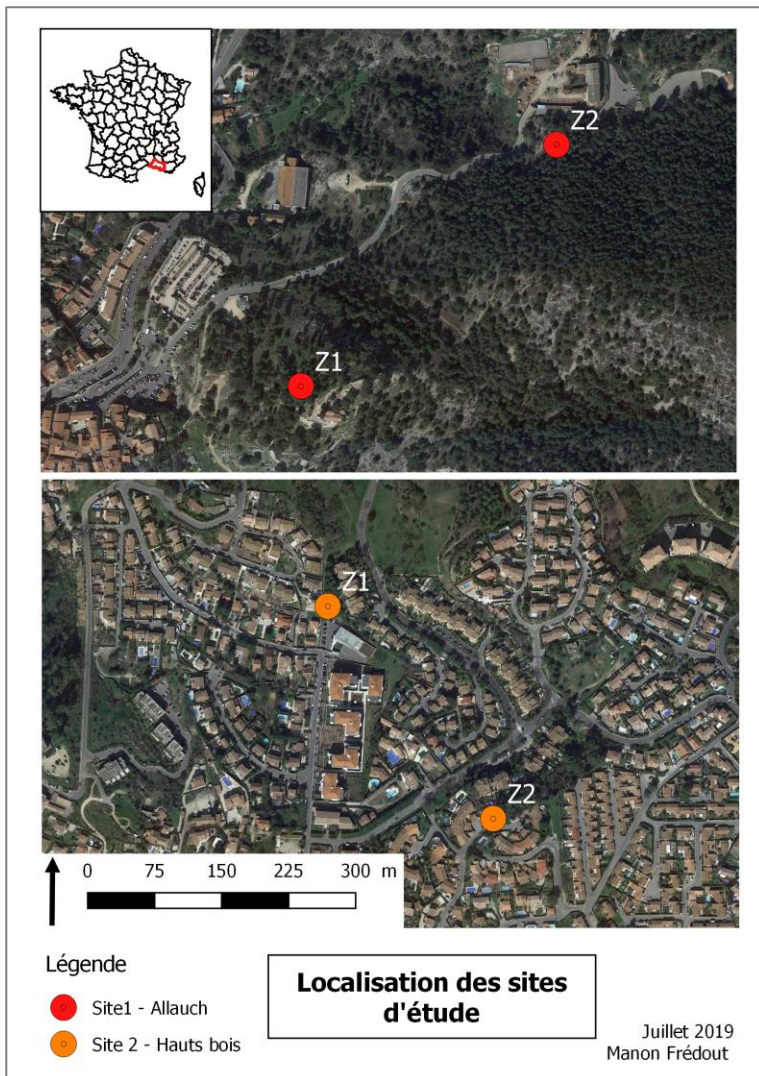 Z2
Z1
Z1
Z2
0 75 150 225 300 m
Légende
Site1 - Allauch
Site 2 - Hauts bois
Localisation des sites
d'étude
Juillet 2019
Manon Frédout